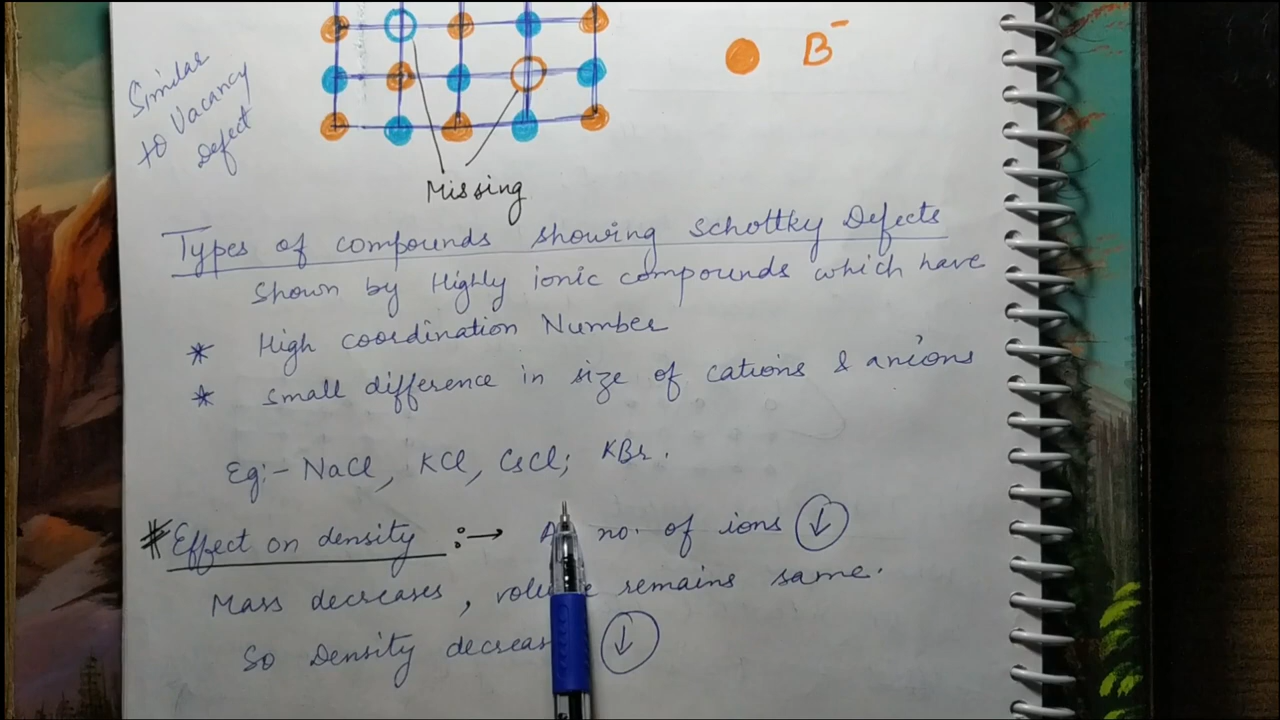 B⁻
Similar
to Vacancy
Defect
Missing
Types of compounds showing Schottky Defects
Shown by Highly ionic compounds which have
* High coordination Number
* small difference in size of cations & anions
Eg:- NaCl, KCl, CsCl; KBr.
# Effect on density :→ no. of ions ↓
Mass decreases, volume remains same.
So Density decreas ↓